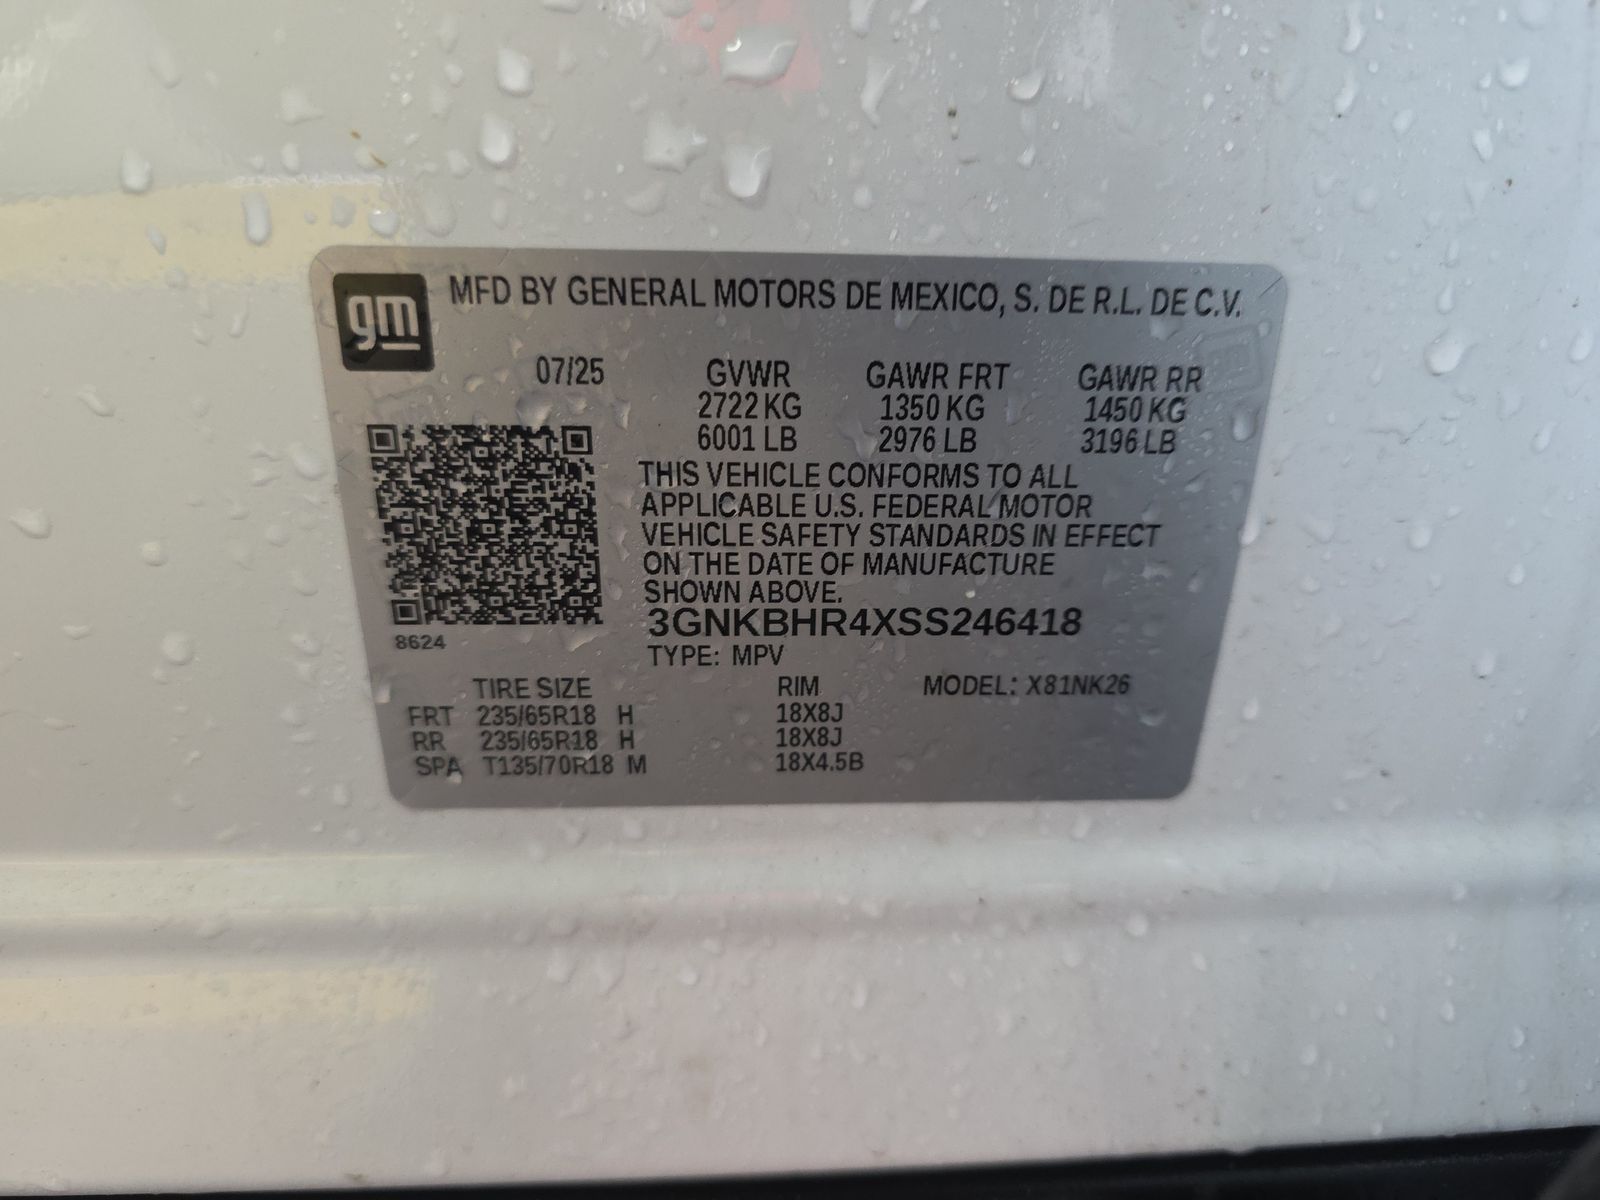 gm
MFD BY GENERAL MOTORS DE MEXICO, S. DE R.L. DE C.V.
07/25 GVWR GAWR FRT GAWR RR
2722 KG 1350 KG 1450 KG
6001 LB 2976 LB 3196 LB
THIS VEHICLE CONFORMS TO ALL
APPLICABLE U.S. FEDERAL MOTOR
VEHICLE SAFETY STANDARDS IN EFFECT
ON THE DATE OF MANUFACTURE
SHOWN ABOVE.
3GNKBHR4XSS246418
8624
TYPE: MPV
TIRE SIZE RIM MODEL: X81NK26
FRT 235/65R18 H 18X8J
RR 235/65R18 H 18X8J
SPA T135/70R18 M 18X4.5B